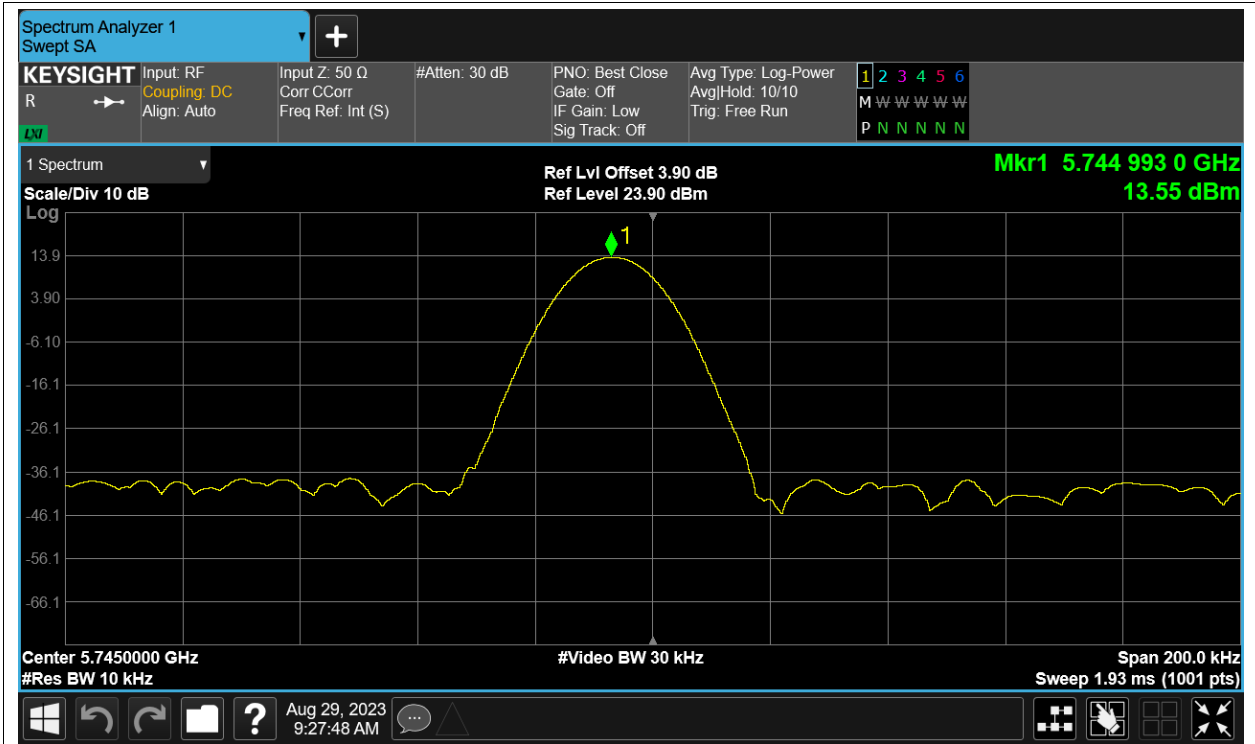 Spectrum Analyzer 1
Swept SA
+
KEYSIGHT
R
LXI
Input: RF
Coupling: DC
Align: Auto
Input Z: 50 Ω
Corr CCorr
Freq Ref: Int (S)
#Atten: 30 dB
PNO: Best Close
Gate: Off
IF Gain: Low
Sig Track: Off
Avg Type: Log-Power
Avg|Hold: 10/10
Trig: Free Run
1 2 3 4 5 6
M W W W W W
P N N N N N
1 Spectrum
Scale/Div 10 dB
Log
Ref Lvl Offset 3.90 dB
Ref Level 23.90 dBm
Mkr1 5.744 993 0 GHz
13.55 dBm
1
13.9
3.90
-6.10
-16.1
-26.1
-36.1
-46.1
-56.1
-66.1
Center 5.7450000 GHz
#Video BW 30 kHz
Span 200.0 kHz
#Res BW 10 kHz
Sweep 1.93 ms (1001 pts)
?
Aug 29, 2023
9:27:48 AM